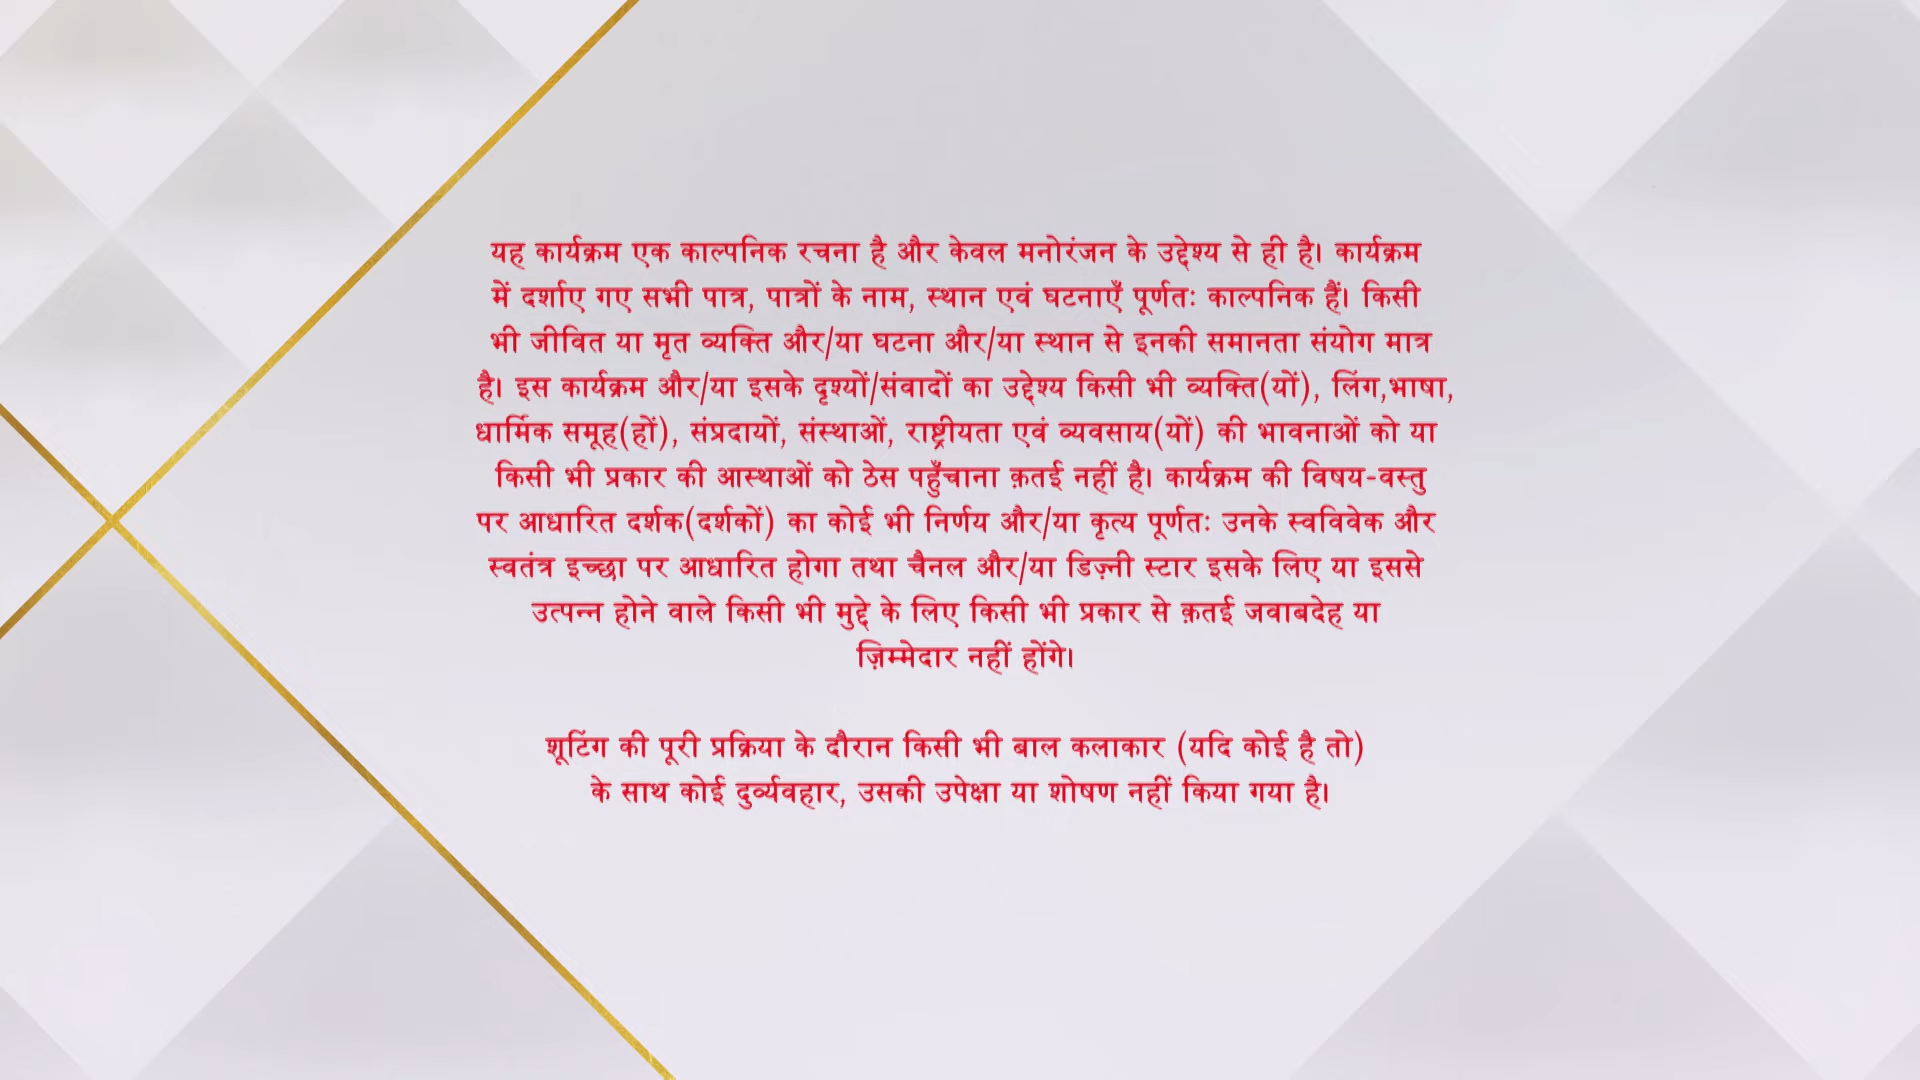 यह कार्यक्रम एक काल्पनिक रचना है और केवल मनोरंजन के उद्देश्य से ही है। कार्यक्रम
में दर्शाए गए सभी पात्र, पात्रों के नाम, स्थान एवं घटनाएँ पूर्णतः काल्पनिक हैं। किसी
भी जीवित या मृत व्यक्ति और/या घटना और/या स्थान से इनकी समानता संयोग मात्र
है। इस कार्यक्रम और/या इसके दृश्यों/संवादों का उद्देश्य किसी भी व्यक्ति(यों), लिंग,भाषा,
धार्मिक समूह(हों), संप्रदायों, संस्थाओं, राष्ट्रीयता एवं व्यवसाय(यों) की भावनाओं को या
किसी भी प्रकार की आस्थाओं को ठेस पहुँचाना क़तई नहीं है। कार्यक्रम की विषय-वस्तु
पर आधारित दर्शक(दर्शकों) का कोई भी निर्णय और/या कृत्य पूर्णतः उनके स्वविवेक और
स्वतंत्र इच्छा पर आधारित होगा तथा चैनल और/या डिज़्नी स्टार इसके लिए या इससे
उत्पन्न होने वाले किसी भी मुद्दे के लिए किसी भी प्रकार से क़तई जवाबदेह या
ज़िम्मेदार नहीं होंगे।
शूटिंग की पूरी प्रक्रिया के दौरान किसी भी बाल कलाकार (यदि कोई है तो)
के साथ कोई दुर्व्यवहार, उसकी उपेक्षा या शोषण नहीं किया गया है।